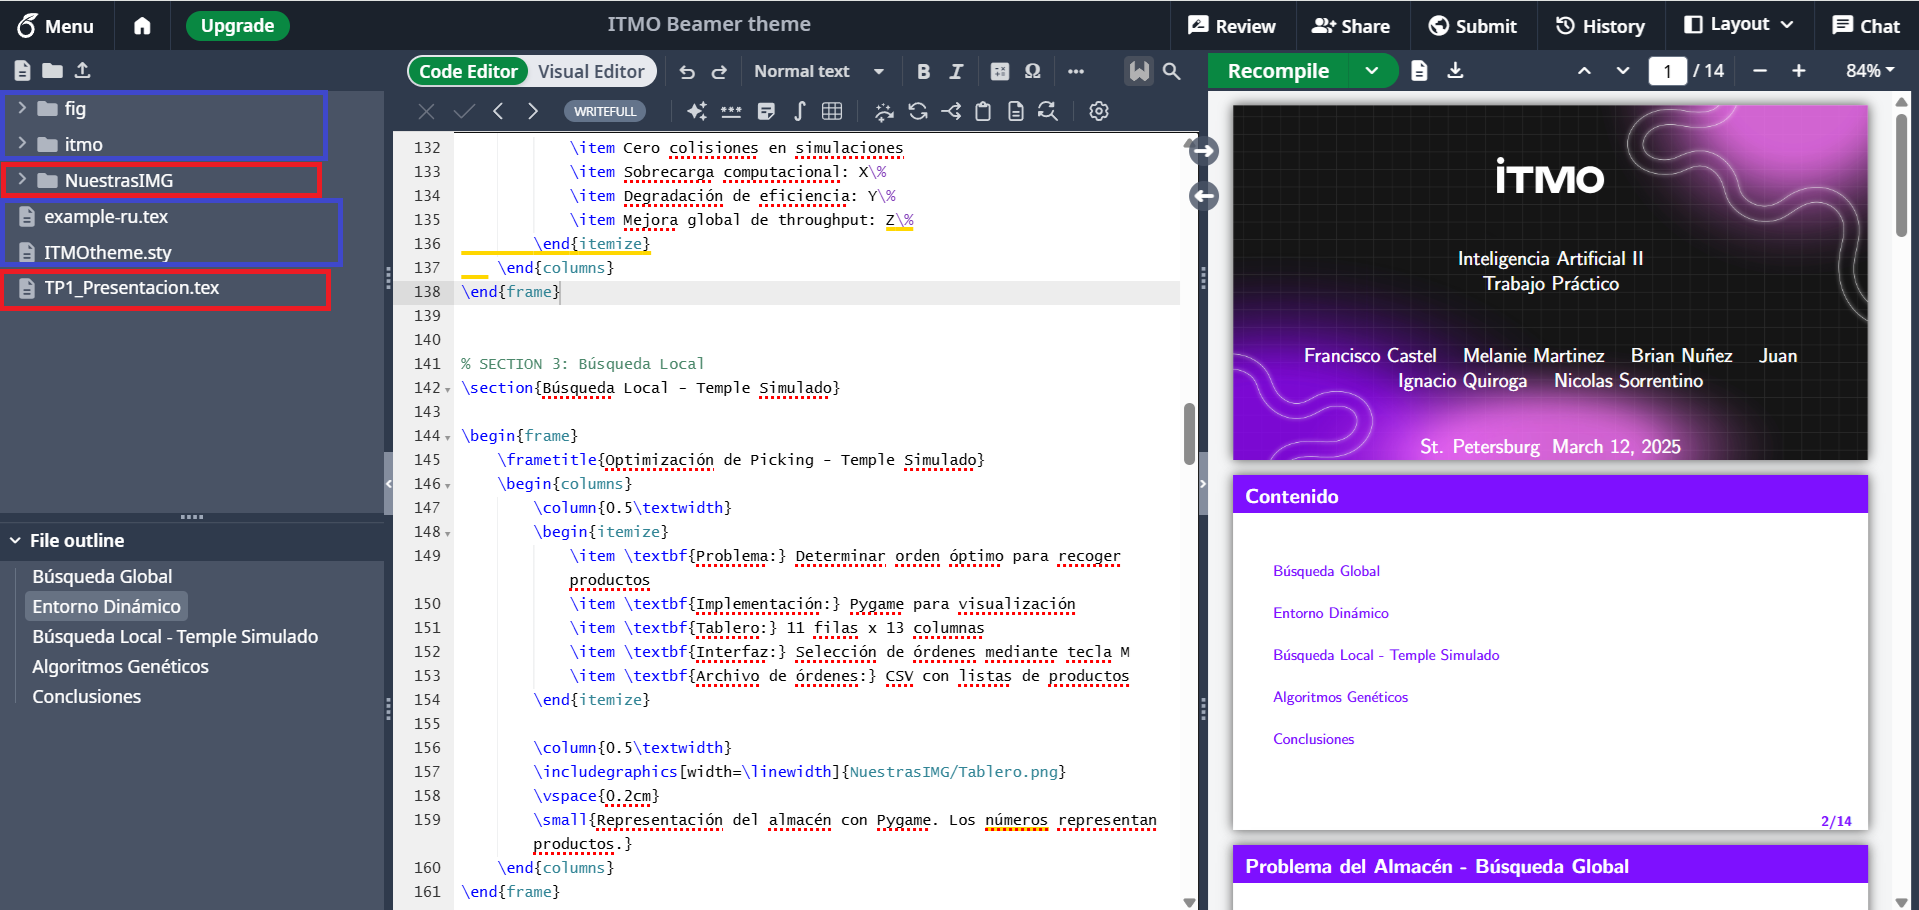 Menu
Upgrade
ITMO Beamer theme
Review
Share
Submit
History
Layout
Chat
Code Editor
Visual Editor
Normal text
B I
Ω
Recompile
1 / 14
84%
WRITEFULL
fig
itmo
NuestrasIMG
example-ru.tex
ITMOtheme.sty
TP1_Presentacion.tex
File outline
Búsqueda Global
Entorno Dinámico
Búsqueda Local - Temple Simulado
Algoritmos Genéticos
Conclusiones
132 \item Cero colisiones en simulaciones
133 \item Sobrecarga computacional: X\%
134 \item Degradación de eficiencia: Y\%
135 \item Mejora global de throughput: Z\%
136 \end{itemize}
137 \end{columns}
138 \end{frame}
139
140
141 % SECTION 3: Búsqueda Local
142 \section{Búsqueda Local - Temple Simulado}
143
144 \begin{frame}
145 \frametitle{Optimización de Picking - Temple Simulado}
146 \begin{columns}
147 \column{0.5\textwidth}
148 \begin{itemize}
149 \item \textbf{Problema:} Determinar orden óptimo para recoger
productos
150 \item \textbf{Implementación:} Pygame para visualización
151 \item \textbf{Tablero:} 11 filas x 13 columnas
152 \item \textbf{Interfaz:} Selección de órdenes mediante tecla M
153 \item \textbf{Archivo de órdenes:} CSV con listas de productos
154 \end{itemize}
155
156 \column{0.5\textwidth}
157 \includegraphics[width=\linewidth]{NuestrasIMG/Tablero.png}
158 \vspace{0.2cm}
159 \small{Representación del almacén con Pygame. Los números representan
productos.}
160 \end{columns}
161 \end{frame}
iTMO
Inteligencia Artificial II
Trabajo Práctico
Francisco Castel Melanie Martinez Brian Nuñez Juan
Ignacio Quiroga Nicolas Sorrentino
St. Petersburg March 12, 2025
Contenido
Búsqueda Global
Entorno Dinámico
Búsqueda Local - Temple Simulado
Algoritmos Genéticos
Conclusiones
2/14
Problema del Almacén - Búsqueda Global